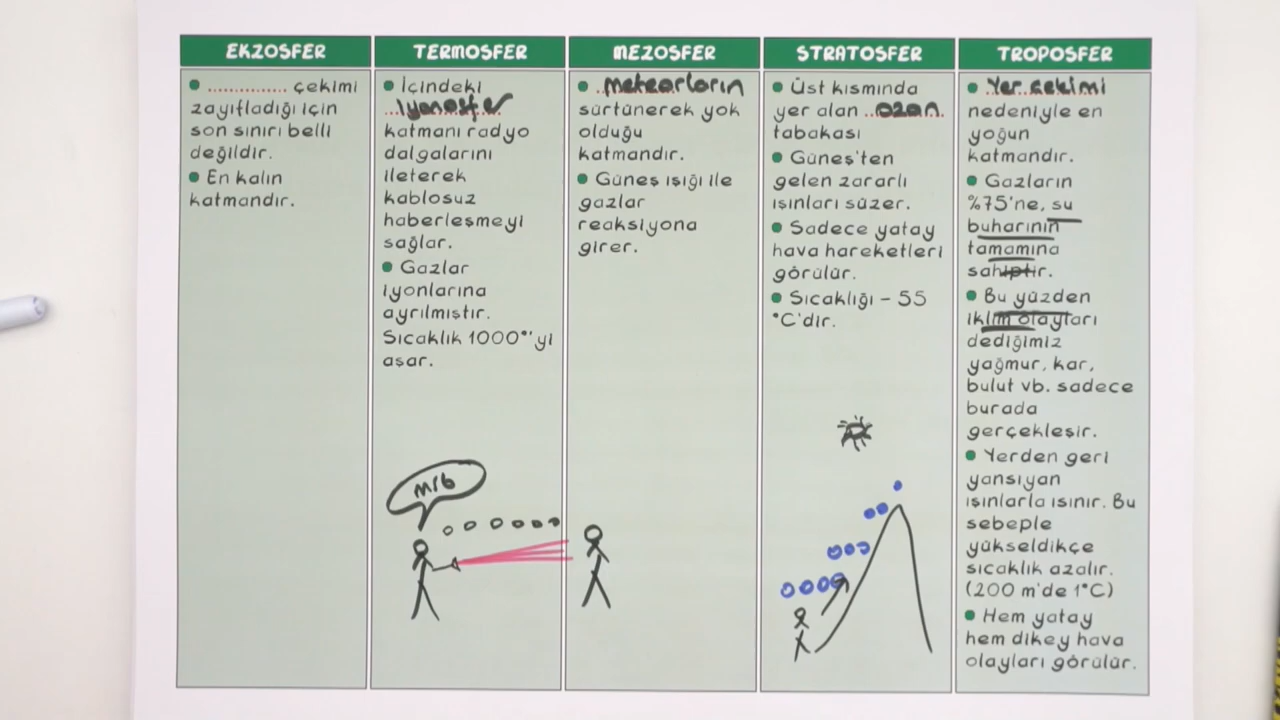 EKZOSFER
.............. çekimi
zayıfladığı için
son sınırı belli
değildir.
En kalın
katmandır.
TERMOSFER
İçindeki
iyonosfer
katmanı radyo
dalgalarını
ileterek
kablosuz
haberleşmeyi
sağlar.
Gazlar
iyonlarına
ayrılmıştır.
Sıcaklık 1000°'yi
aşar.
mrb
MEZOSFER
meteorların
sürtünerek yok
olduğu
katmandır.
Güneş ışığı ile
gazlar
reaksiyona
girer.
STRATOSFER
Üst kısmında
yer alan ozon
tabakası
Güneş'ten
gelen zararlı
ışınları süzer.
Sadece yatay
hava hareketleri
görülür.
Sıcaklığı - 55
°C'dir.
TROPOSFER
Yer çekimi
nedeniyle en
yoğun
katmandır.
Gazların
%75'ne, su
buharının
tamamına
sahiptir.
Bu yüzden
iklim olayları
dediğimiz
yağmur, kar,
bulut vb. sadece
burada
gerçekleşir.
Yerden geri
yansıyan
ışınlarla ısınır. Bu
sebeple
yükseldikçe
sıcaklık azalır.
(200 m'de 1°C)
Hem yatay
hem dikey hava
olayları görülür.